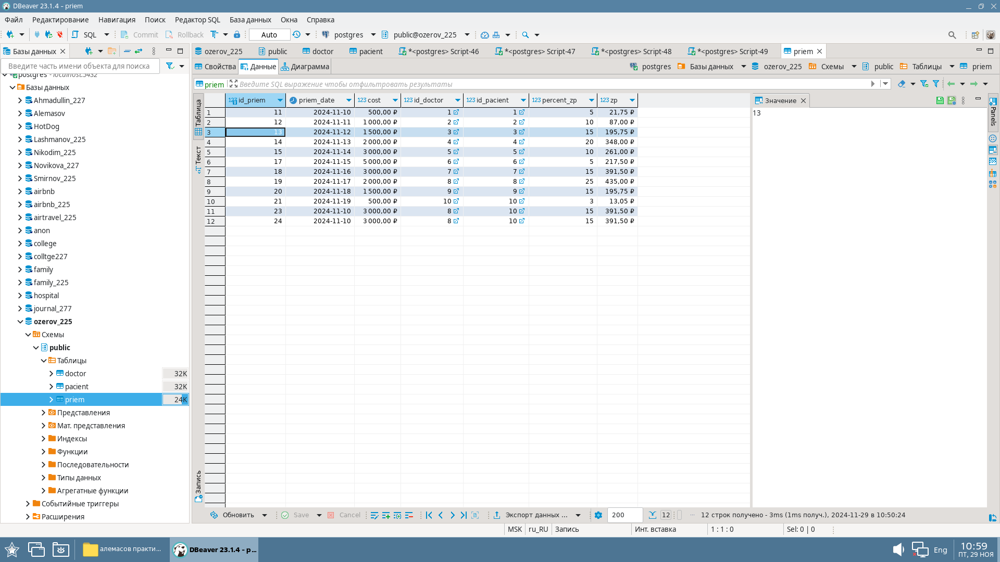 DBeaver 23.1.4 - priem
Файл Редактирование Навигация Поиск Редактор SQL База данных Окна Справка
SQL Commit Rollback Auto postgres public@ozerov_225
Базы данных
ozerov_225 public doctor pacient *<postgres> Script-46 *<postgres> Script-47 *<postgres> Script-48 *<postgres> Script-49 priem
Введите часть имени объекта для поиска
Свойства Данные Диаграмма
postgres Базы данных ozerov_225 Схемы public Таблицы priem
priem Введите SQL выражение чтобы отфильтровать результаты
postgres - localhost:5432
Базы данных
Ahmadullin_227
Alemasov
HotDog
Lashmanov_225
Nikodim_225
Novikova_227
Smirnov_225
airbnb
airbnb_225
airtravel_225
anon
college
colltge227
family
family_225
hospital
journal_277
ozerov_225
Схемы
public
Таблицы
doctor 32K
pacient 32K
priem 24K
Представления
Мат. представления
Индексы
Функции
Последовательности
Типы данных
Агрегатные функции
Событийные триггеры
Расширения
Таблица
Текст
Запись
123 id_priem priem_date 123 cost 123 id_doctor 123 id_pacient 123 percent_zp 123 zp
1 11 2024-11-10 500,00 ₽ 1 1 5 21,75 ₽
2 12 2024-11-11 1 000,00 ₽ 2 2 10 87,00 ₽
3 13 2024-11-12 1 500,00 ₽ 3 3 15 195,75 ₽
4 14 2024-11-13 2 000,00 ₽ 4 4 20 348,00 ₽
5 15 2024-11-14 3 000,00 ₽ 5 5 10 261,00 ₽
6 17 2024-11-15 5 000,00 ₽ 6 6 5 217,50 ₽
7 18 2024-11-16 3 000,00 ₽ 7 7 15 391,50 ₽
8 19 2024-11-17 2 000,00 ₽ 8 8 25 435,00 ₽
9 20 2024-11-18 1 500,00 ₽ 9 9 15 195,75 ₽
10 21 2024-11-19 500,00 ₽ 10 10 3 13,05 ₽
11 23 2024-11-10 3 000,00 ₽ 8 10 15 391,50 ₽
12 24 2024-11-10 3 000,00 ₽ 8 10 15 391,50 ₽
Значение
13
Panels
Обновить Save Cancel Экспорт данных ... 200 12 ··· 12 строк получено - 3ms (1ms получ.), 2024-11-29 в 10:50:24
MSK ru_RU Запись Инт. вставка 1 : 1 : 0 Sel: 0 | 0
алемасов практи...
DBeaver 23.1.4 - p...
Eng
10:59
ПТ, 29 НОЯ